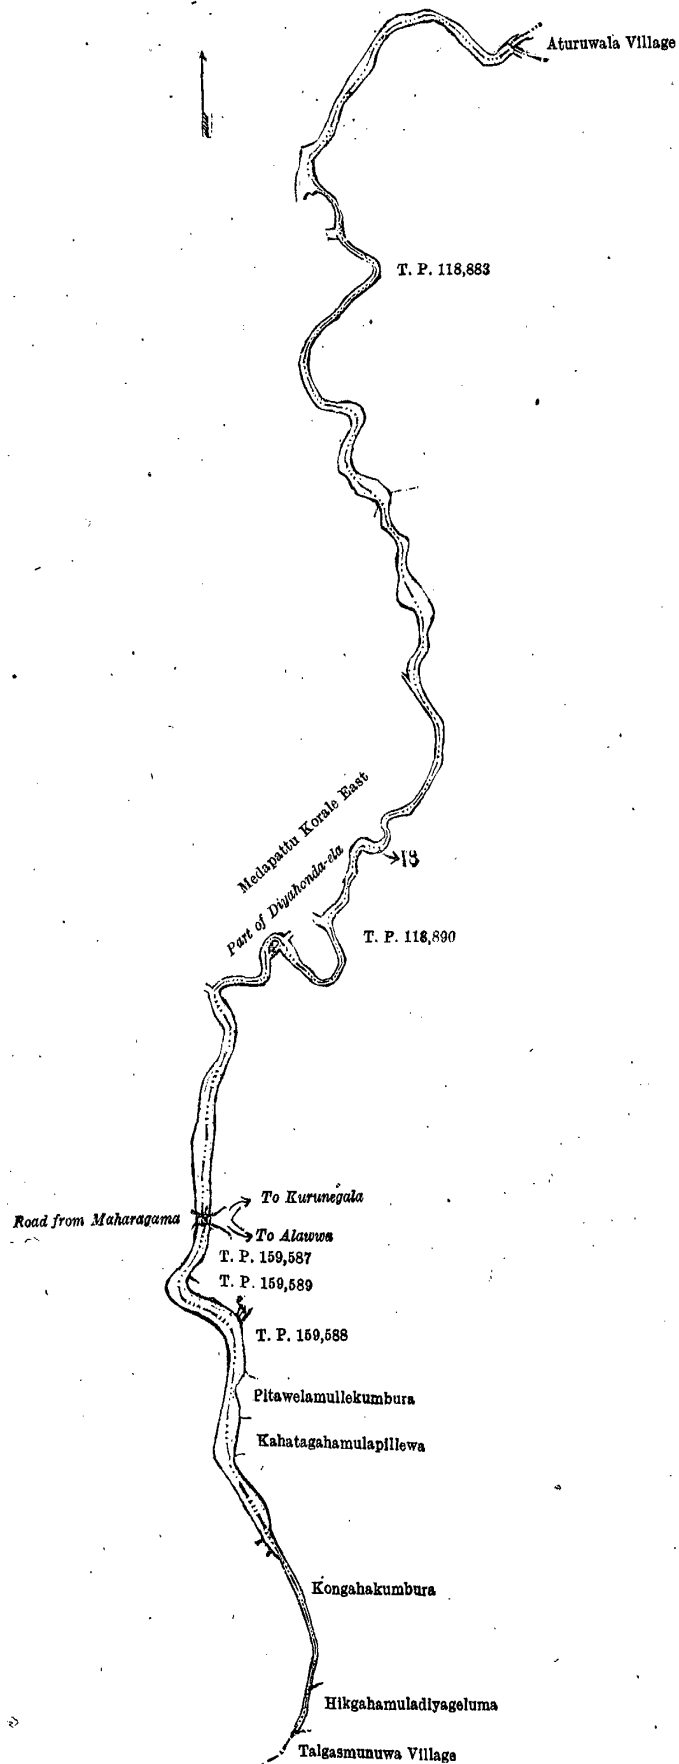 Aturuwala Village
T. P. 118,883
Medapattu Korale East
Part of Diyahonda-ela
T. P. 118,890
To Kurunegala
Road from Maharagama
To Alawwa
T. P. 159,587
T. P. 159,589
T. P. 159,588
Pitawelamullekumbura
Kahatagahamulapillewa
Kongahakumbura
Hikgahamuladiyageluma
Talgasmunuwa Village